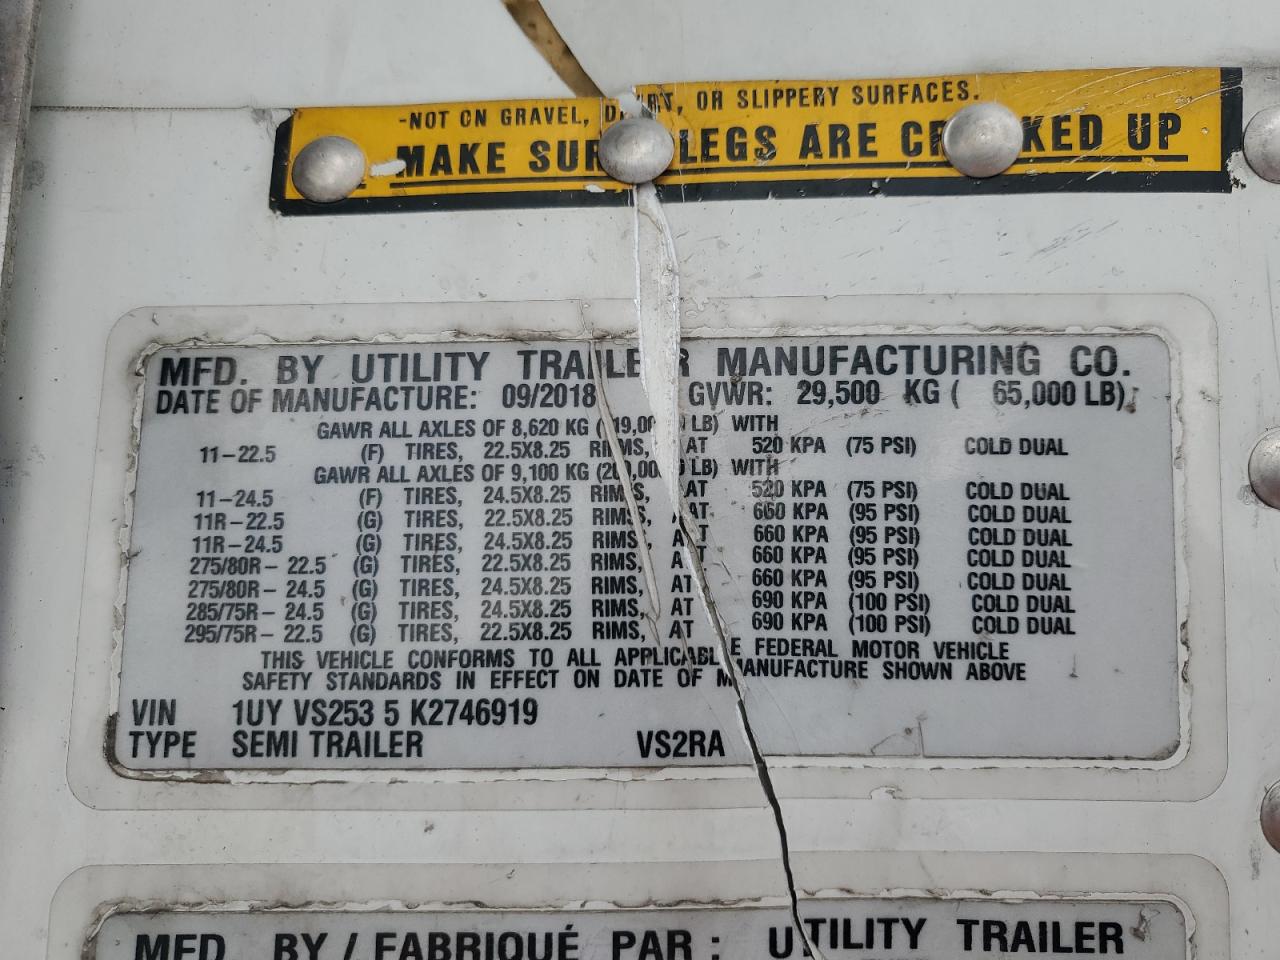 -NOT ON GRAVEL, DIRT, OR SLIPPERY SURFACES.
MAKE SURE LEGS ARE CRANKED UP
MFD. BY UTILITY TRAILER MANUFACTURING CO.
DATE OF MANUFACTURE: 09/2018 GVWR: 29,500 KG ( 65,000 LB)
GAWR ALL AXLES OF 8,620 KG (19,000 LB) WITH
11-22.5 (F) TIRES, 22.5X8.25 RIMS, AT 520 KPA (75 PSI) COLD DUAL
GAWR ALL AXLES OF 9,100 KG (20,000 LB) WITH
11-24.5 (F) TIRES, 24.5X8.25 RIMS, AT 520 KPA (75 PSI) COLD DUAL
11R-22.5 (G) TIRES, 22.5X8.25 RIMS, AT 660 KPA (95 PSI) COLD DUAL
11R-24.5 (G) TIRES, 24.5X8.25 RIMS, AT 660 KPA (95 PSI) COLD DUAL
275/80R- 22.5 (G) TIRES, 22.5X8.25 RIMS, AT 660 KPA (95 PSI) COLD DUAL
275/80R- 24.5 (G) TIRES, 24.5X8.25 RIMS, AT 660 KPA (95 PSI) COLD DUAL
285/75R- 24.5 (G) TIRES, 24.5X8.25 RIMS, AT 690 KPA (100 PSI) COLD DUAL
295/75R- 22.5 (G) TIRES, 22.5X8.25 RIMS, AT 690 KPA (100 PSI) COLD DUAL
THIS VEHICLE CONFORMS TO ALL APPLICABLE FEDERAL MOTOR VEHICLE
SAFETY STANDARDS IN EFFECT ON DATE OF MANUFACTURE SHOWN ABOVE
VIN 1UY VS253 5 K2746919
TYPE SEMI TRAILER VS2RA
MFD. BY / FABRIQUÉ PAR : UTILITY TRAILER